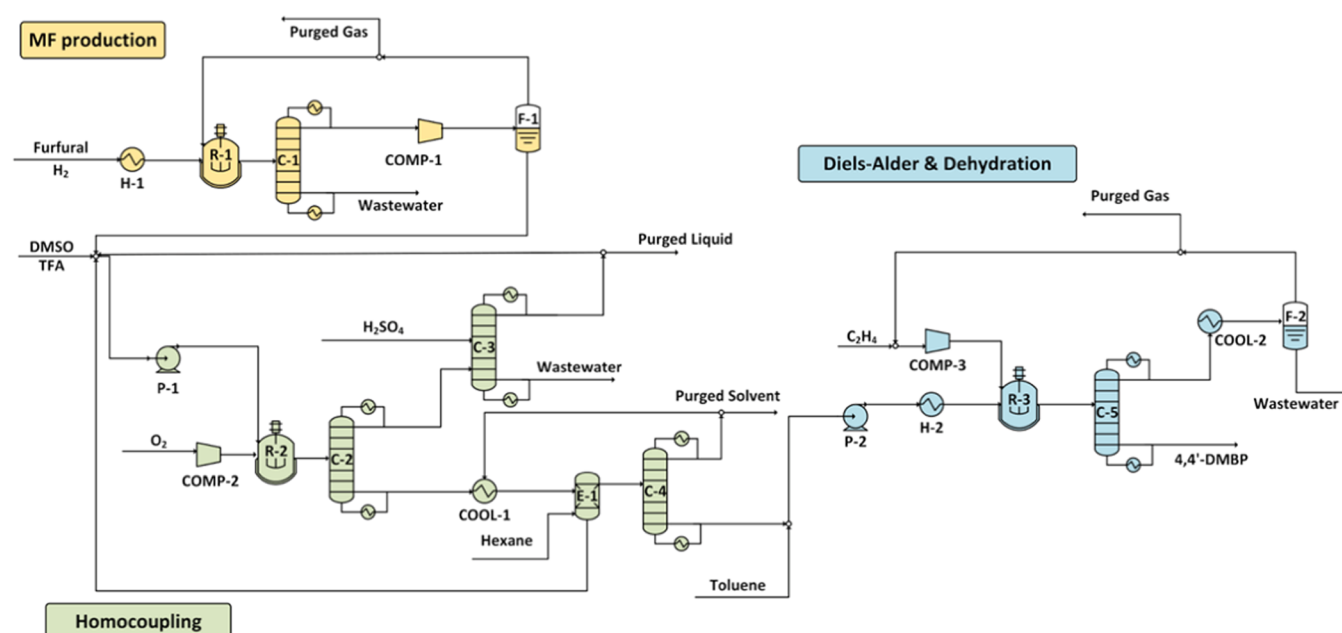 MF production
Purged Gas
Furfural
H₂
H-1
R-1
C-1
COMP-1
F-1
Wastewater
DMSO
TFA
Purged Liquid
H₂SO₄
C-3
Wastewater
P-1
O₂
COMP-2
R-2
C-2
COOL-1
Hexane
E-1
C-4
Purged Solvent
Toluene
Homocoupling
Diels-Alder & Dehydration
Purged Gas
C₂H₄
COMP-3
P-2
H-2
R-3
C-5
COOL-2
F-2
Wastewater
4,4'-DMBP